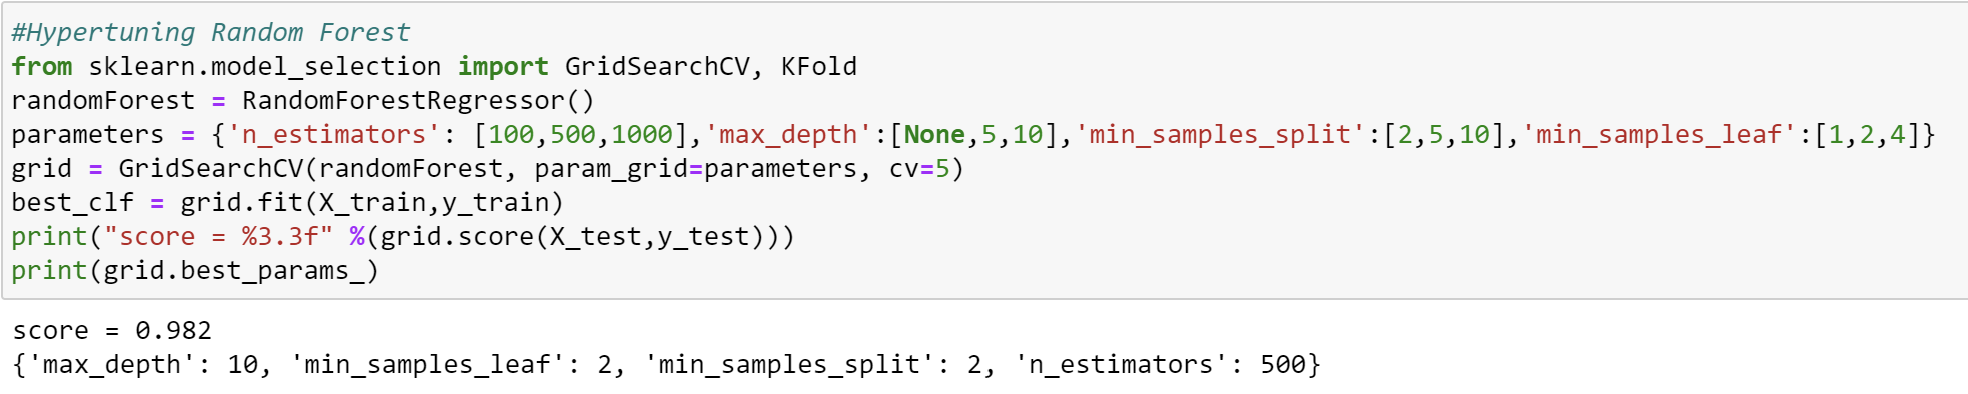 #Hypertuning Random Forest
from sklearn.model_selection import GridSearchCV, KFold
randomForest = RandomForestRegressor()
parameters = {'n_estimators': [100,500,1000],'max_depth':[None,5,10],'min_samples_split':[2,5,10],'min_samples_leaf':[1,2,4]}
grid = GridSearchCV(randomForest, param_grid=parameters, cv=5)
best_clf = grid.fit(X_train,y_train)
print("score = %3.3f" %(grid.score(X_test,y_test)))
print(grid.best_params_)
score = 0.982
{'max_depth': 10, 'min_samples_leaf': 2, 'min_samples_split': 2, 'n_estimators': 500}